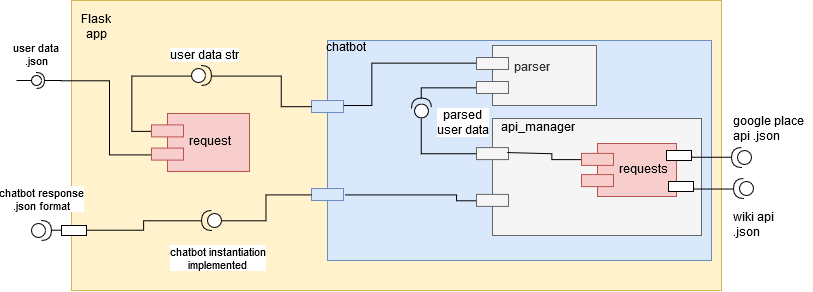 Flask
app
user data
.json
user data str
chatbot
parser
request
parsed
user data
api_manager
requests
google place
api .json
wiki api
.json
chatbot response
.json format
chatbot instantiation
implemented